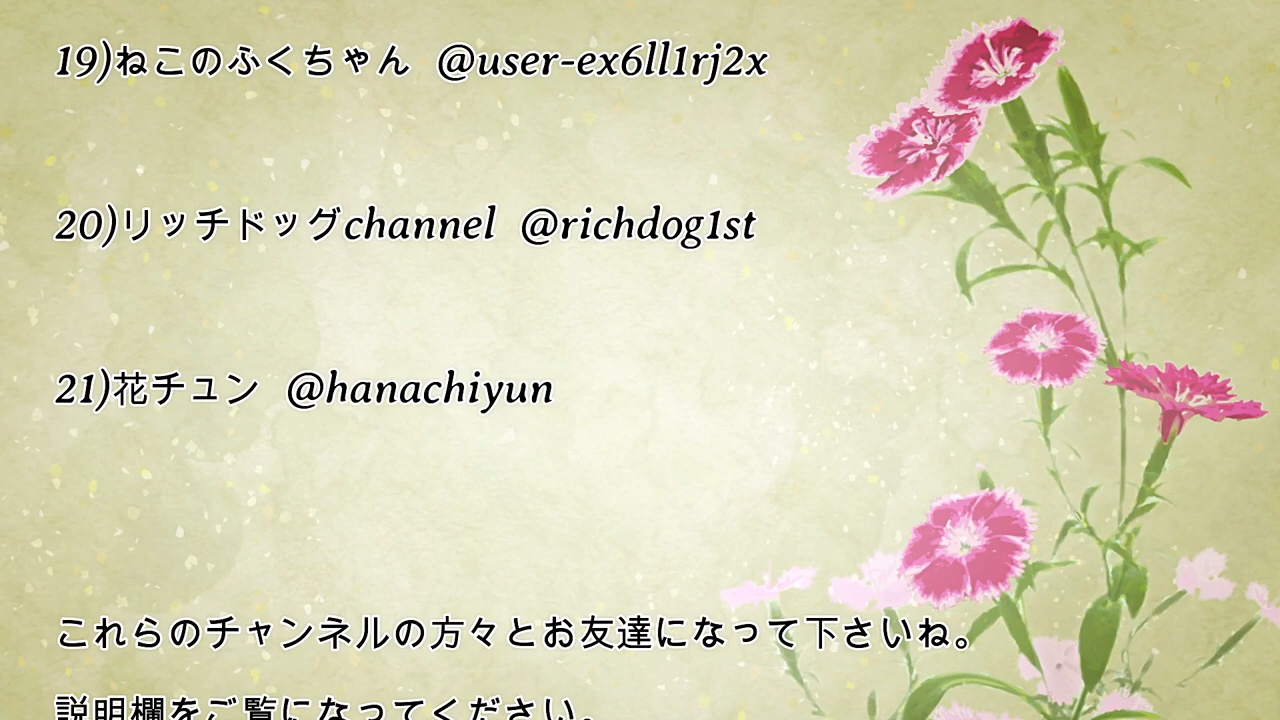 19)ねこのふくちゃん @user-ex6ll1rj2x
20)リッチドッグchannel @richdog1st
21)花チュン @hanachiyun
これらのチャンネルの方々とお友達になって下さいね。
説明欄をご覧になってください。